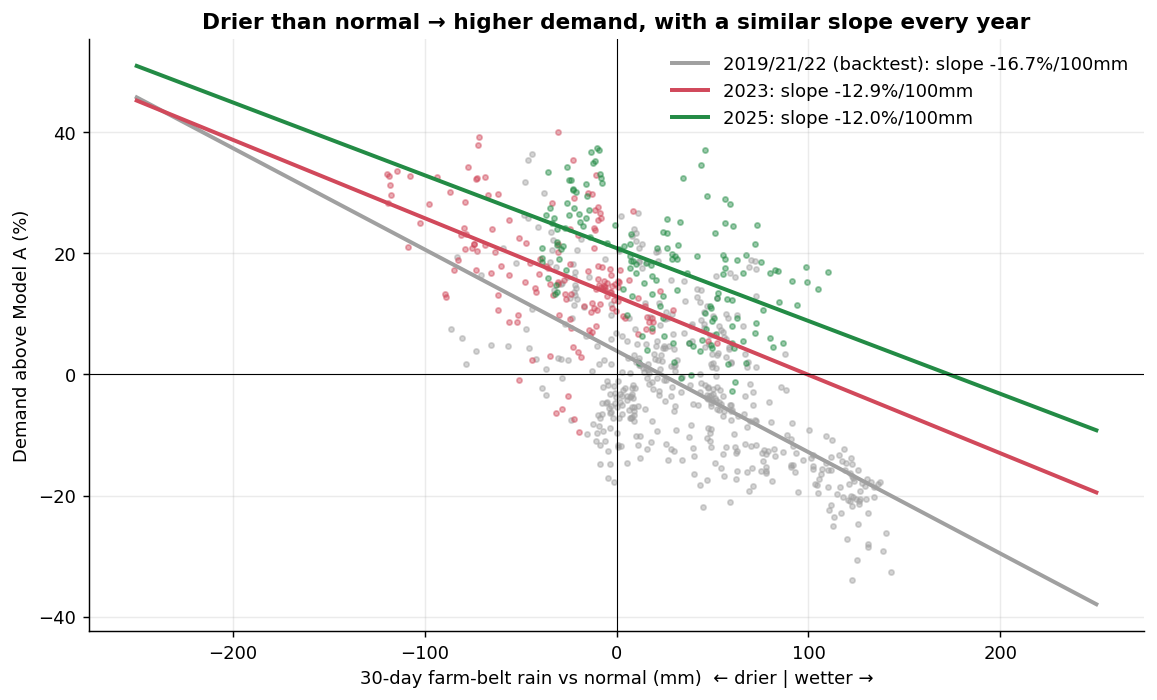 Drier than normal → higher demand, with a similar slope every year
2019/21/22 (backtest): slope -16.7%/100mm
2023: slope -12.9%/100mm
2025: slope -12.0%/100mm
Demand above Model A (%)
40
20
0
−20
−40
−200
−100
0
100
200
30-day farm-belt rain vs normal (mm) ← drier | wetter →